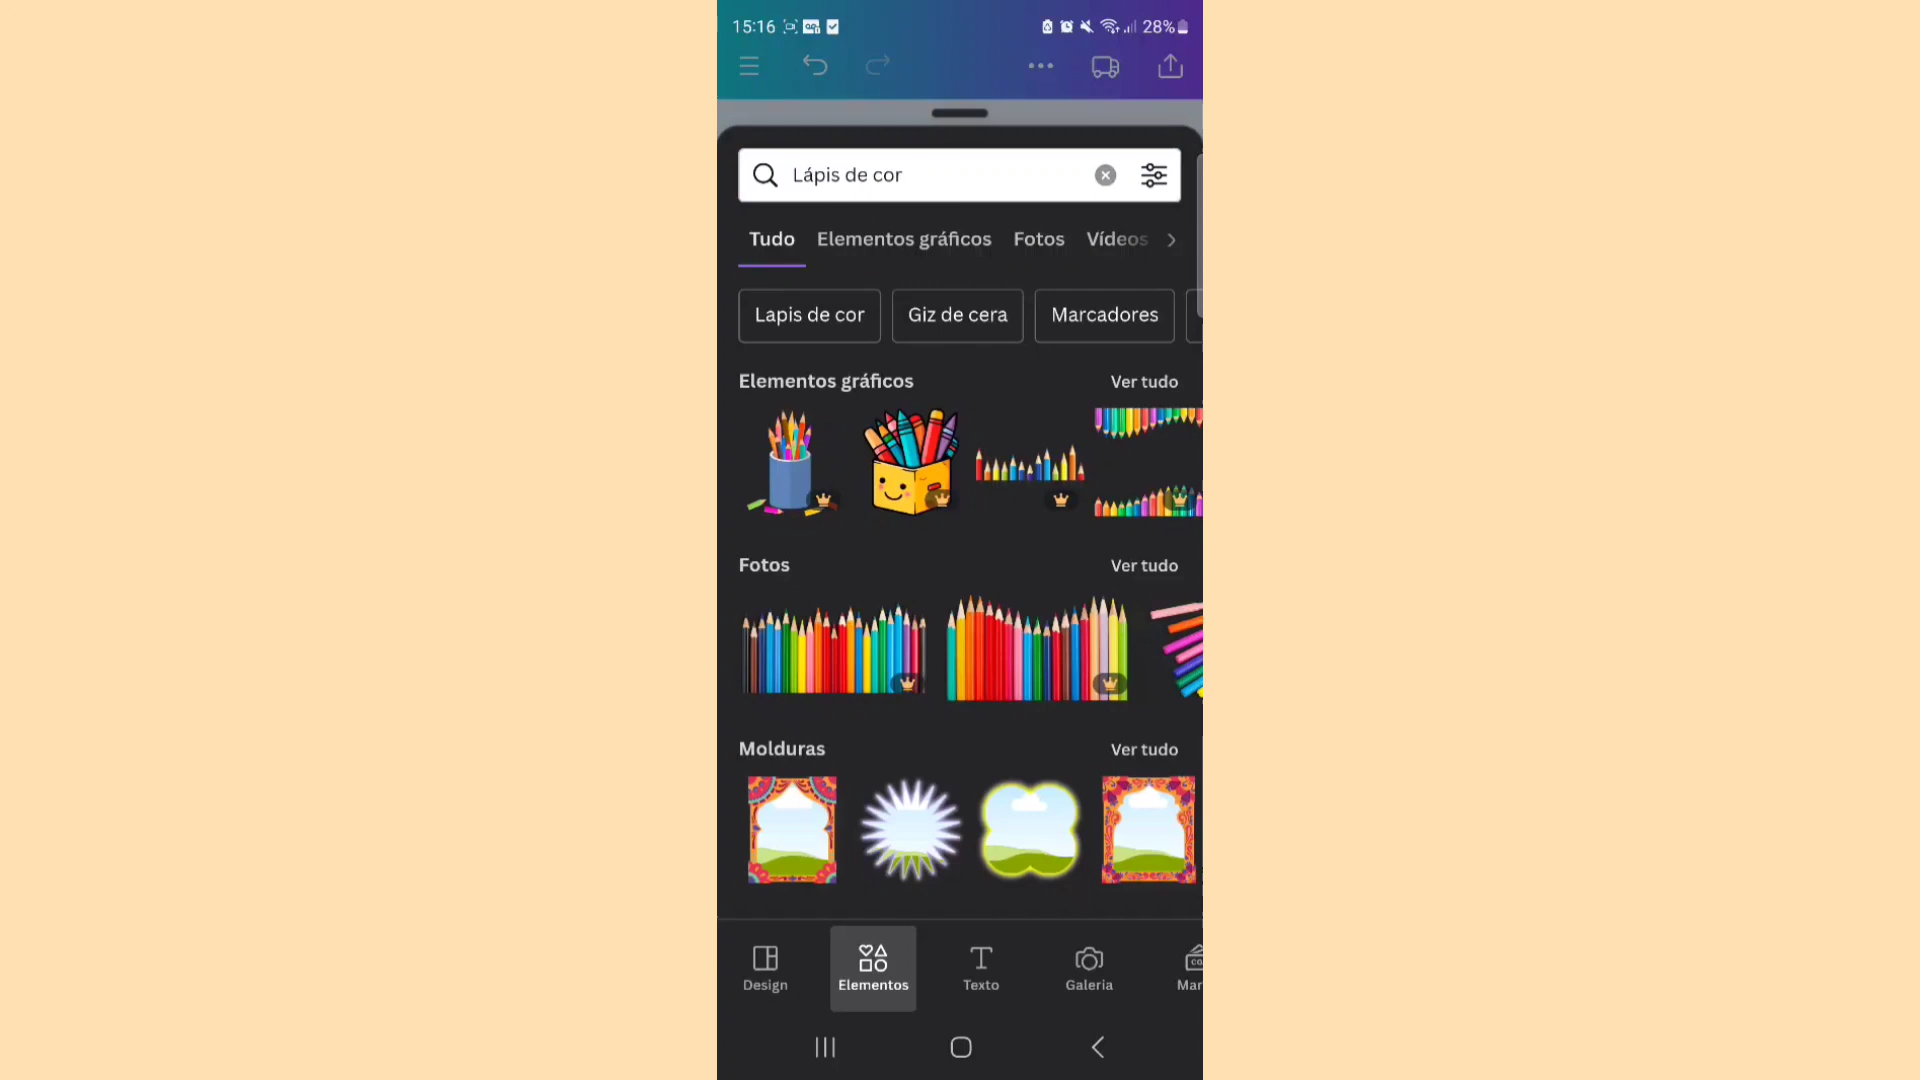 15:16 28%
Lápis de cor
Tudo Elementos gráficos Fotos Vídeos
Lapis de cor Giz de cera Marcadores
Elementos gráficos Ver tudo
Fotos Ver tudo
Molduras Ver tudo
Design Elementos Texto Galeria Mar